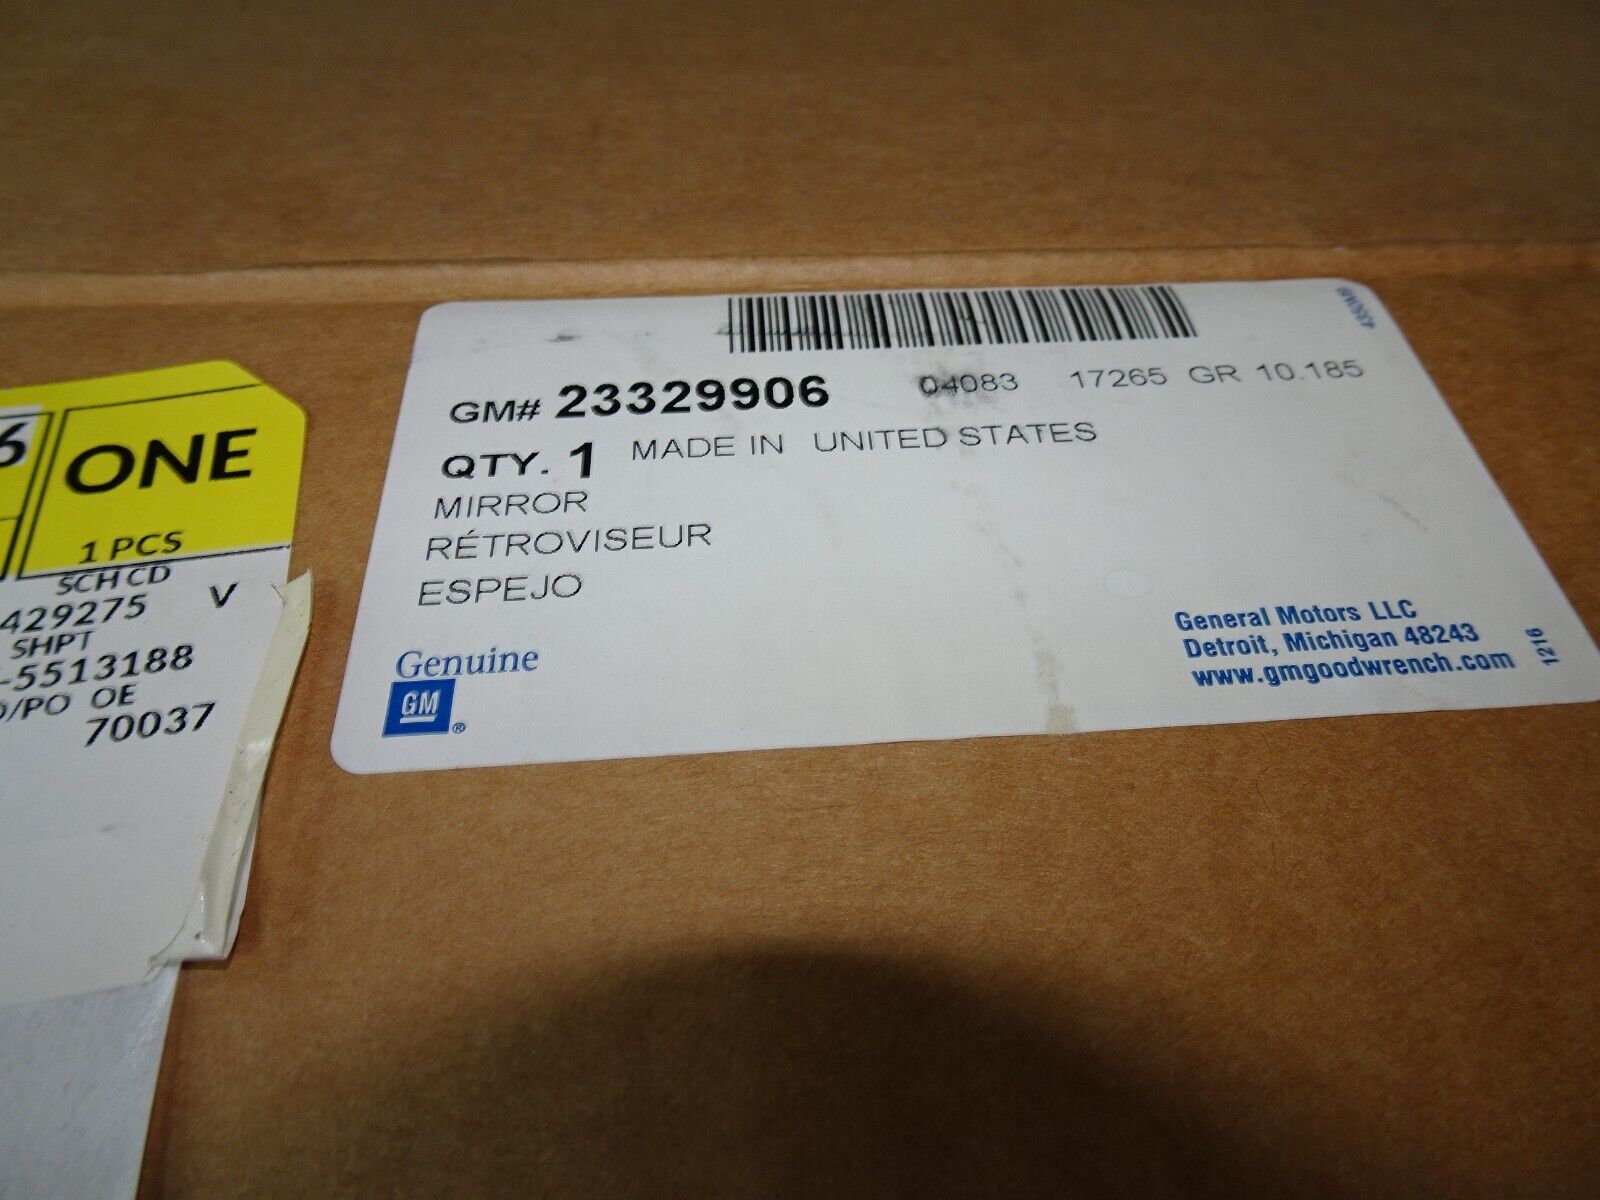 GM# 23329906 04083 17265 GR 10.185
QTY. 1 MADE IN UNITED STATES
MIRROR
RÉTROVISEUR
ESPEJO
Genuine
GM ®
General Motors LLC
Detroit, Michigan 48243
www.gmgoodwrench.com
1216
6
ONE
1 PCS
SCH CD
429275 V
SHPT
-5513188
/PO OE
70037